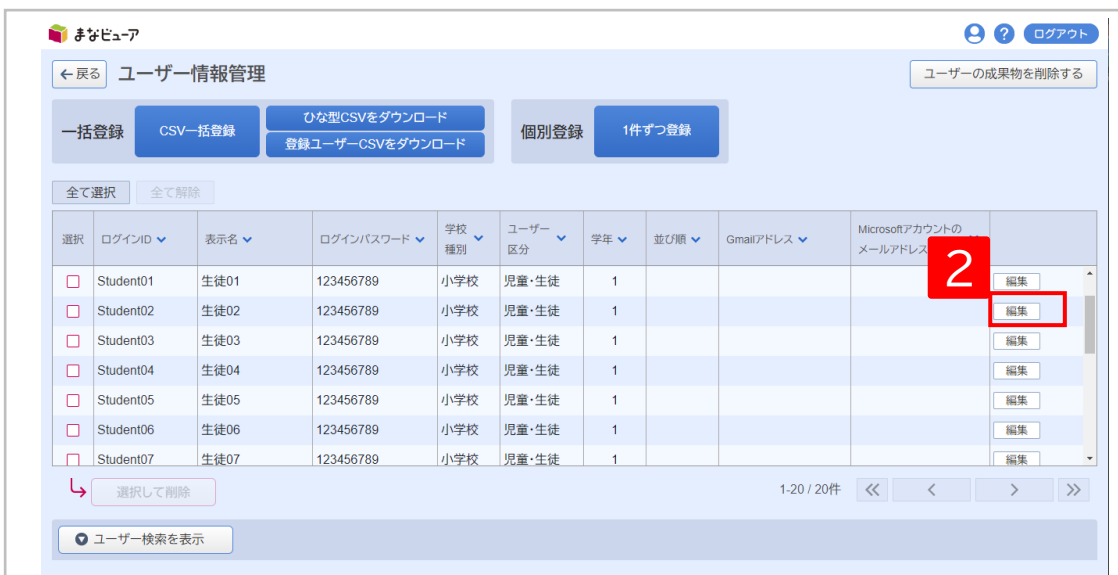 まなビューア
? ログアウト
←戻る ユーザー情報管理 ユーザーの成果物を削除する
一括登録 CSV一括登録 ひな型CSVをダウンロード 個別登録 1件ずつ登録
登録ユーザーCSVをダウンロード
全て選択 全て解除
選択 ログインID 表示名 ログインパスワード 学校種別 ユーザー区分 学年 並び順 Gmailアドレス Microsoftアカウントのメールアドレス
2
Student01 生徒01 123456789 小学校 児童・生徒 1 編集
Student02 生徒02 123456789 小学校 児童・生徒 1 編集
Student03 生徒03 123456789 小学校 児童・生徒 1 編集
Student04 生徒04 123456789 小学校 児童・生徒 1 編集
Student05 生徒05 123456789 小学校 児童・生徒 1 編集
Student06 生徒06 123456789 小学校 児童・生徒 1 編集
Student07 生徒07 123456789 小学校 児童・生徒 1 編集
選択して削除 1-20 / 20件
ユーザー検索を表示